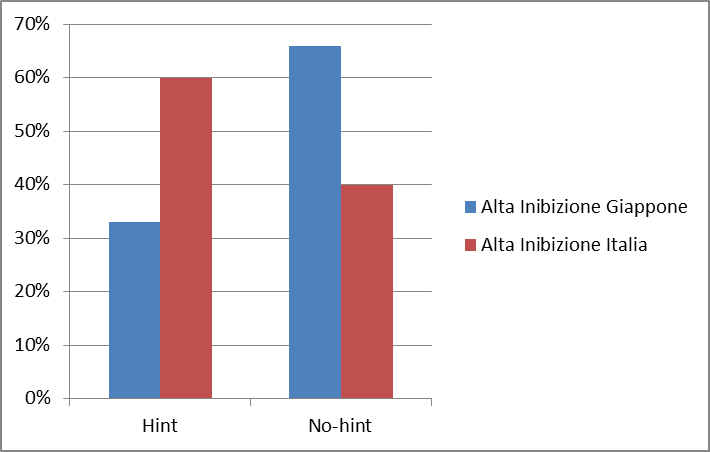 70%
60%
50%
40%
30%
20%
10%
0%
Hint
No-hint
Alta Inibizione Giappone
Alta Inibizione Italia